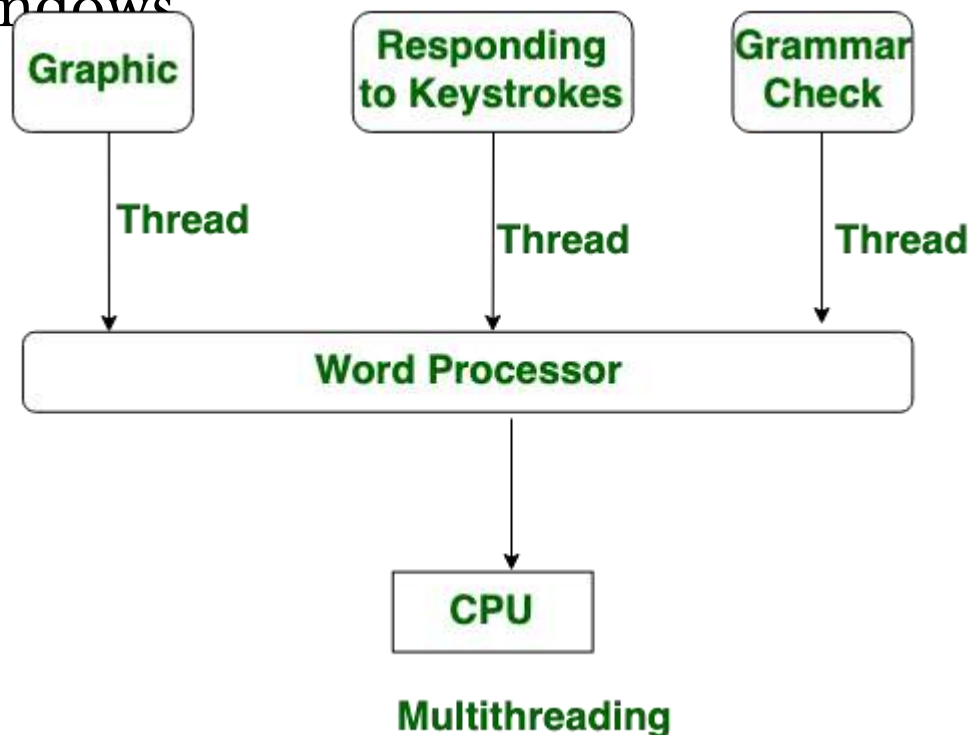 Graphic
Responding
to Keystrokes
Grammar
Check
Thread
Thread
Thread
Word Processor
CPU
Multithreading